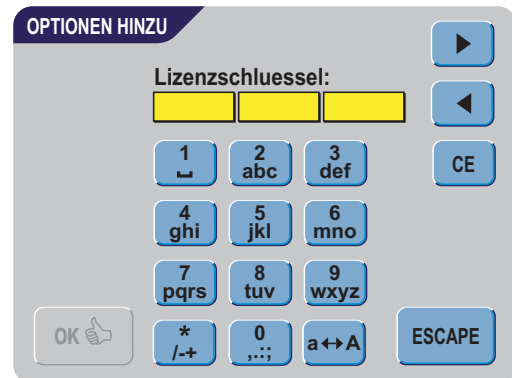 OPTIONEN HINZU
Lizenzschluessel:
1
2
abc
3
def
CE
4
ghi
5
jkl
6
mno
7
pqrs
8
tuv
9
wxyz
OK
*
/-+
0
,.:;
a↔A
ESCAPE